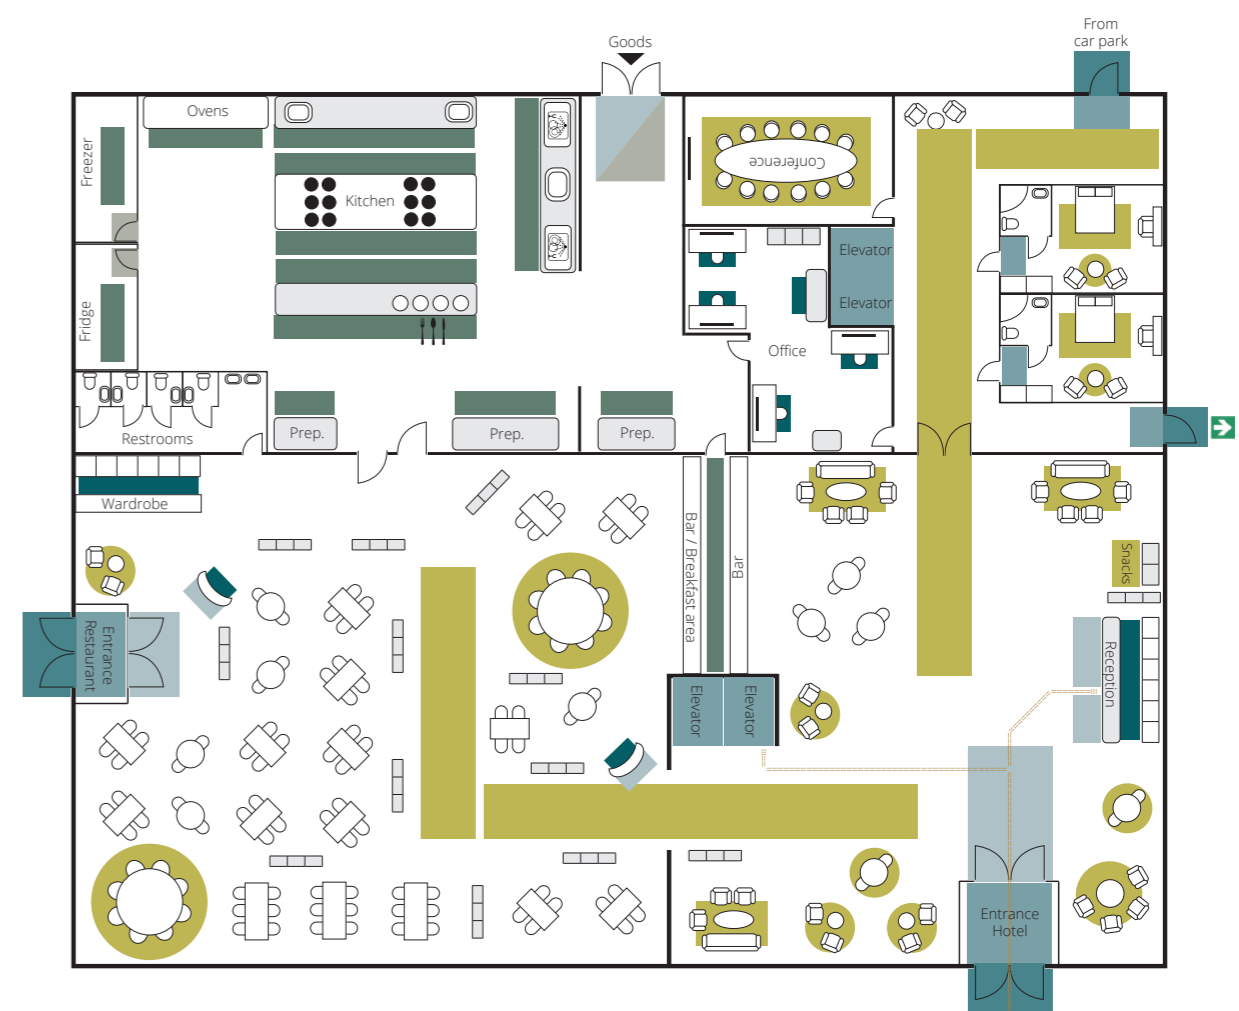 From
car park
Goods
Ovens
Freezer
Kitchen
Conference
Elevator
Elevator
Fridge
Office
Restrooms
Prep.
Prep.
Prep.
Wardrobe
Bar / Breakfast area
Bar
Snacks
Entrance
Restaurant
Reception
Elevator
Elevator
Entrance
Hotel